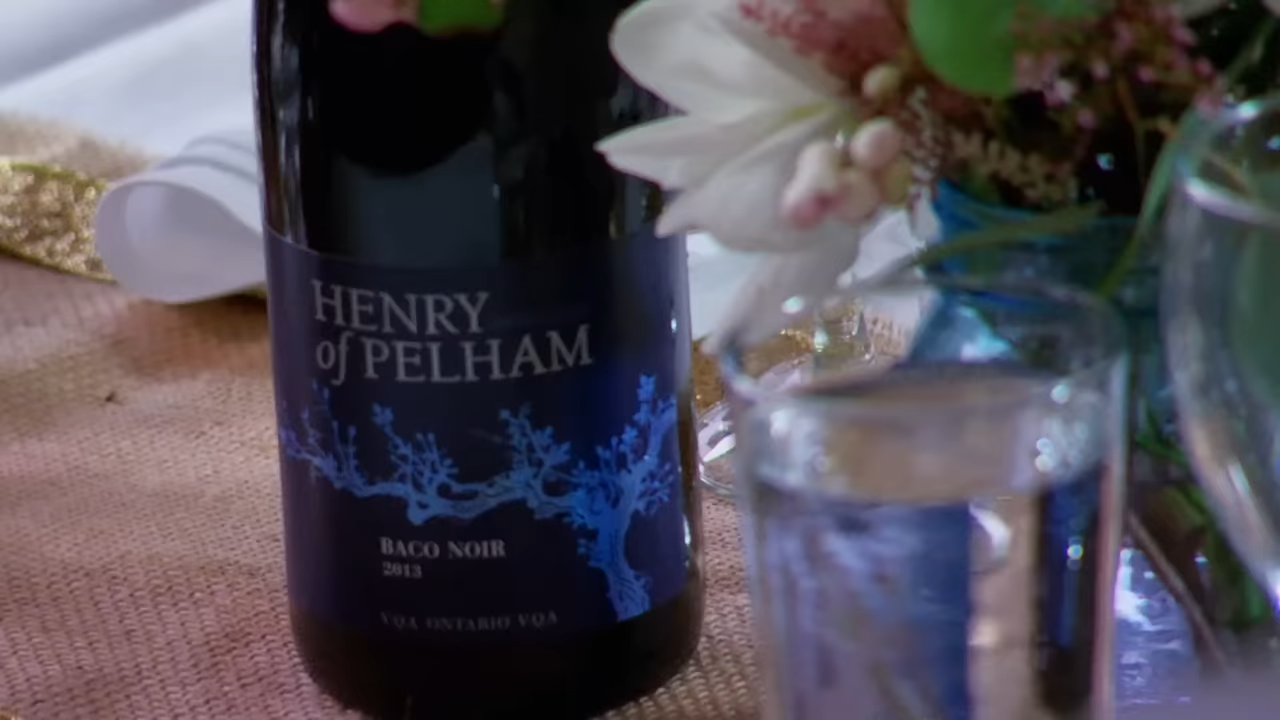 HENRY
of PELHAM
BACO NOIR
2013
VQA ONTARIO VQA